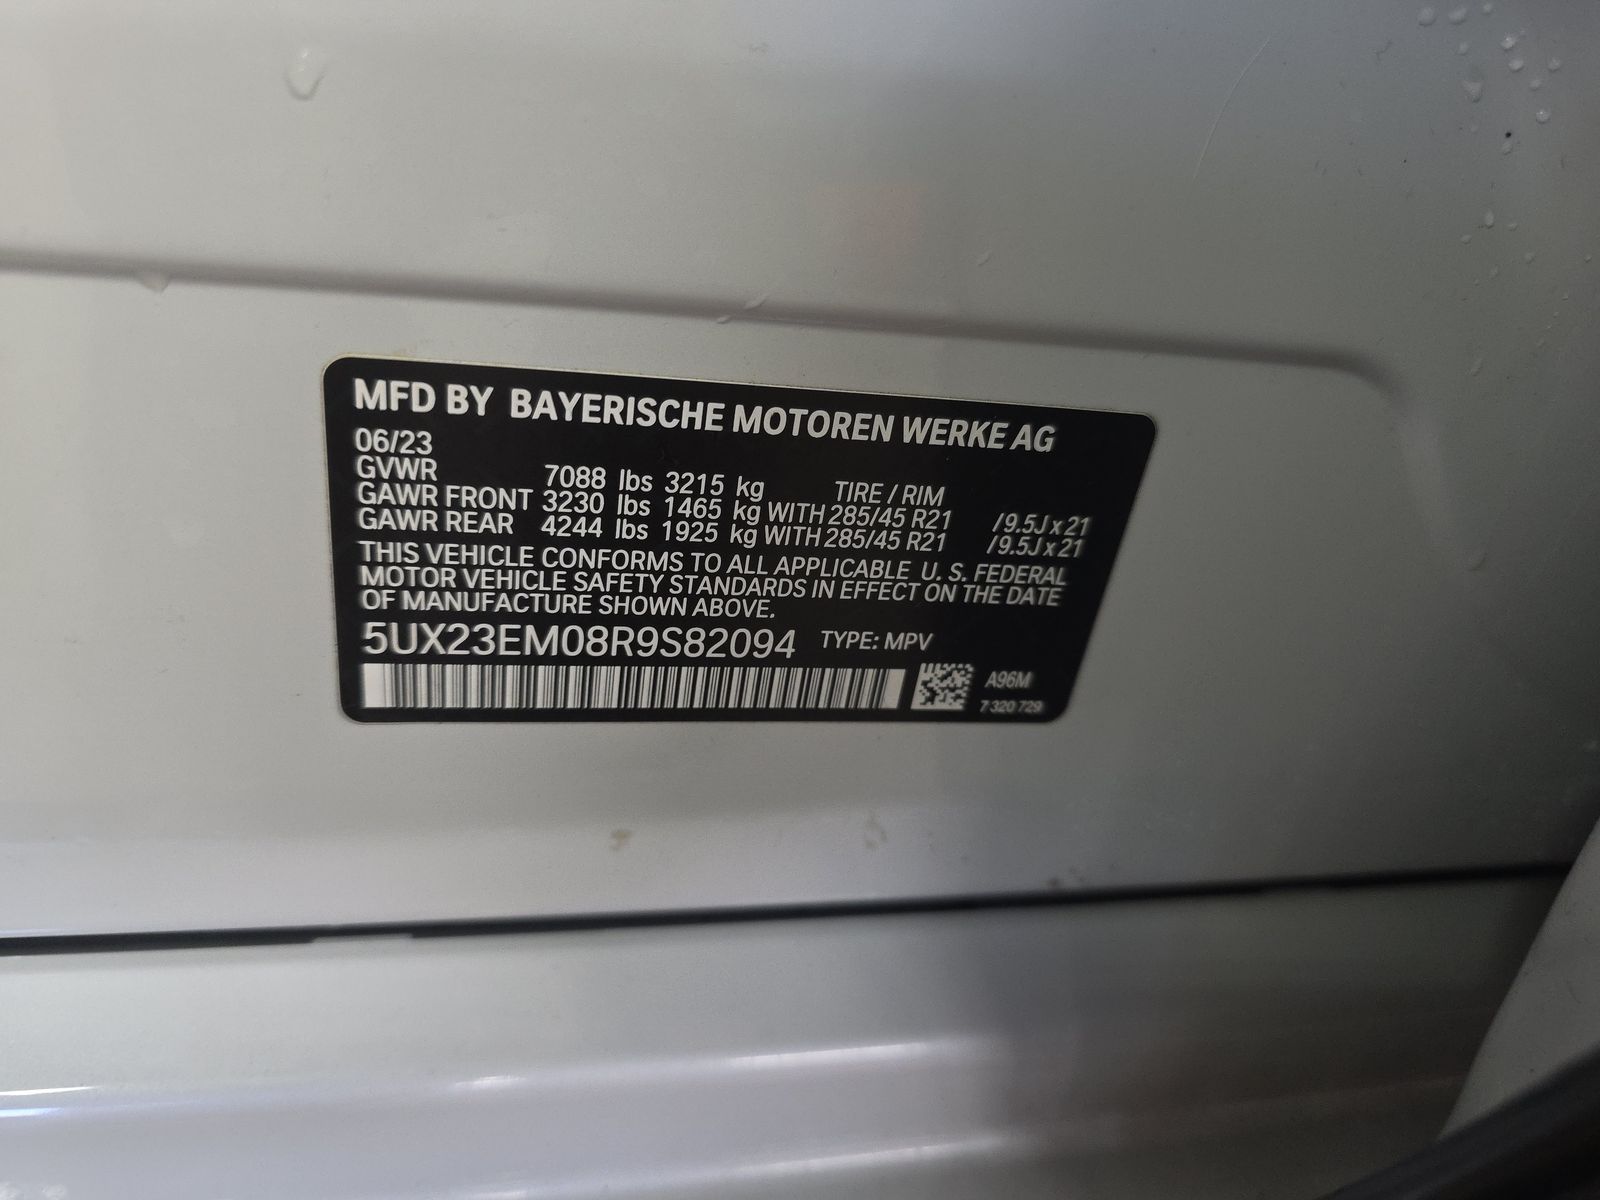 MFD BY BAYERISCHE MOTOREN WERKE AG
06/23
GVWR 7088 lbs 3215 kg TIRE / RIM
GAWR FRONT 3230 lbs 1465 kg WITH 285/45 R21 /9.5J x 21
GAWR REAR 4244 lbs 1925 kg WITH 285/45 R21 /9.5J x 21
THIS VEHICLE CONFORMS TO ALL APPLICABLE U. S. FEDERAL
MOTOR VEHICLE SAFETY STANDARDS IN EFFECT ON THE DATE
OF MANUFACTURE SHOWN ABOVE.
5UX23EM08R9S82094 TYPE: MPV
A96M
7 320 729